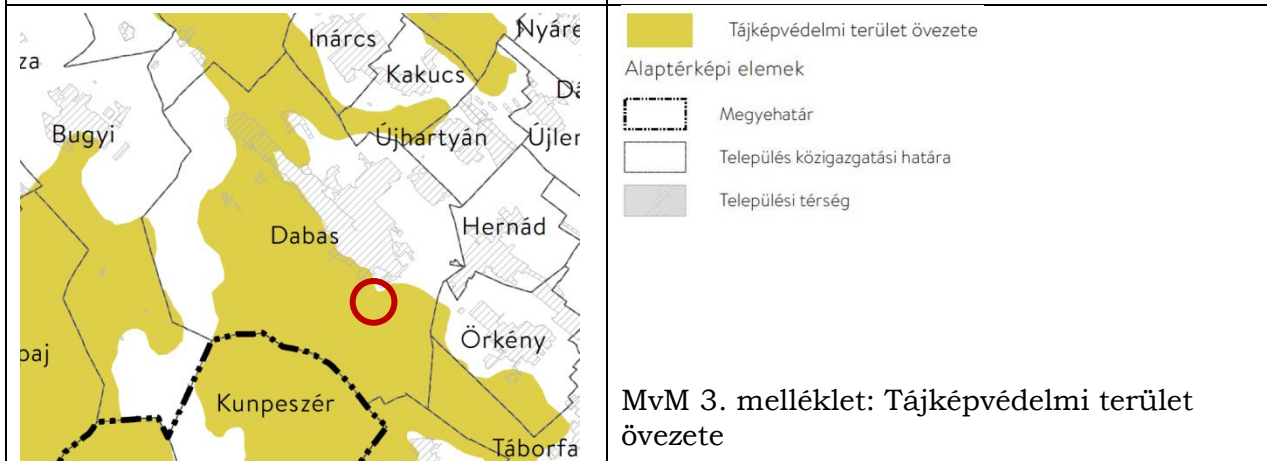 Inárcs
Nyáre
za
Kakucs
Dá
Bugyi
Újhartyán
Újler
Dabas
Hernád
Örkény
paj
Kunpeszér
Táborfa
Tájképvédelmi terület övezete
Alaptérképi elemek
Megyehatár
Település közigazgatási határa
Települési térség
MvM 3. melléklet: Tájképvédelmi terület
övezete